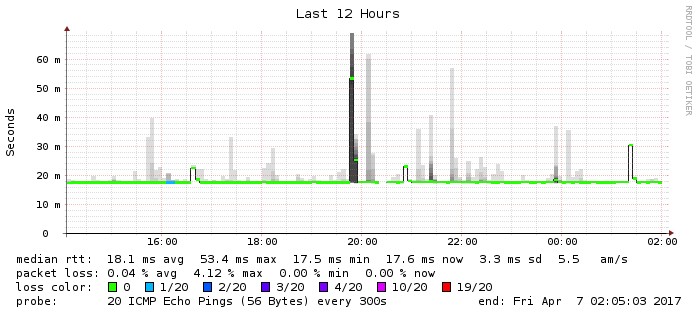 Last 12 Hours
RRDTOOL / TOBI OETIKER
Seconds
60 m
50 m
40 m
30 m
20 m
10 m
0
16:00 18:00 20:00 22:00 00:00 02:00
median rtt: 18.1 ms avg 53.4 ms max 17.5 ms min 17.6 ms now 3.3 ms sd 5.5 am/s
packet loss: 0.04 % avg 4.12 % max 0.00 % min 0.00 % now
loss color: 0 1/20 2/20 3/20 4/20 10/20 19/20
probe: 20 ICMP Echo Pings (56 Bytes) every 300s end: Fri Apr 7 02:05:03 2017